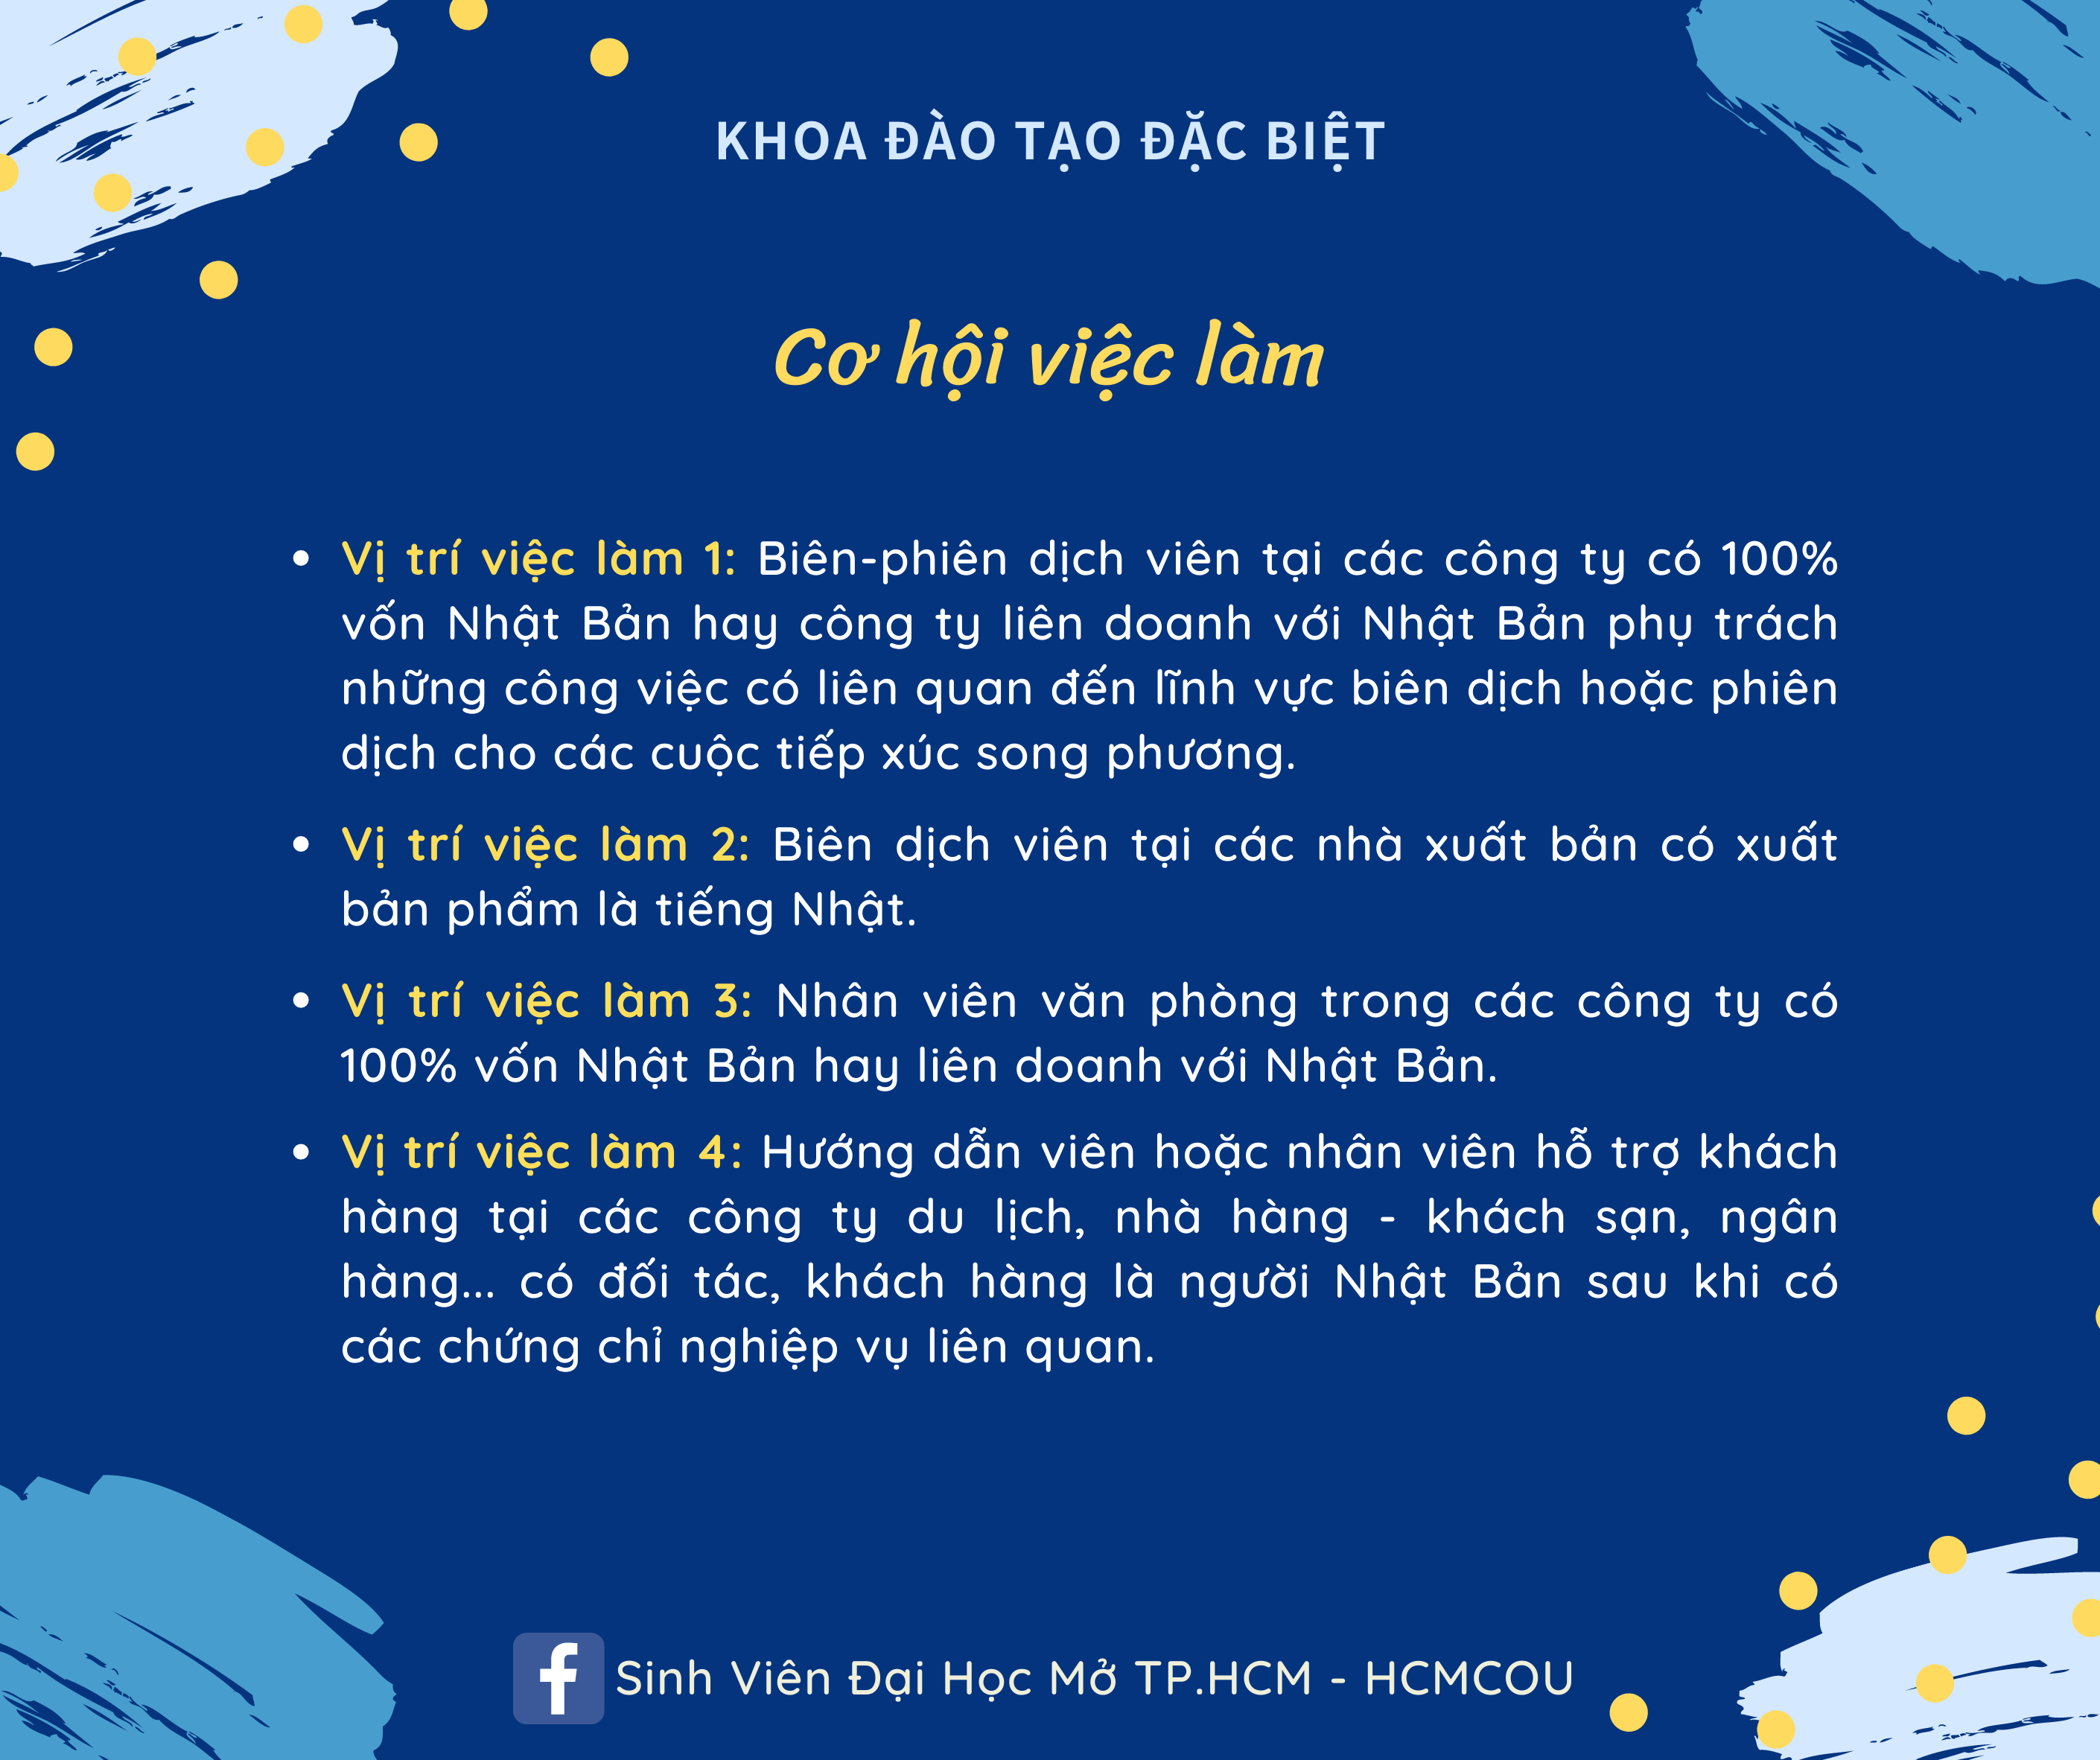 KHOA ĐÀO TẠO ĐẶC BIỆT
Cơ hội việc làm
• Vị trí việc làm 1: Biên-phiên dịch viên tại các công ty có 100%
vốn Nhật Bản hay công ty liên doanh với Nhật Bản phụ trách
những công việc có liên quan đến lĩnh vực biên dịch hoặc phiên
dịch cho các cuộc tiếp xúc song phương.
• Vị trí việc làm 2: Biên dịch viên tại các nhà xuất bản có xuất
bản phẩm là tiếng Nhật.
• Vị trí việc làm 3: Nhân viên văn phòng trong các công ty có
100% vốn Nhật Bản hay liên doanh với Nhật Bản.
• Vị trí việc làm 4: Hướng dẫn viên hoặc nhân viên hỗ trợ khách
hàng tại các công ty du lịch, nhà hàng - khách sạn, ngân
hàng... có đối tác, khách hàng là người Nhật Bản sau khi có
các chứng chỉ nghiệp vụ liên quan.
f Sinh Viên Đại Học Mở TP.HCM - HCMCOU